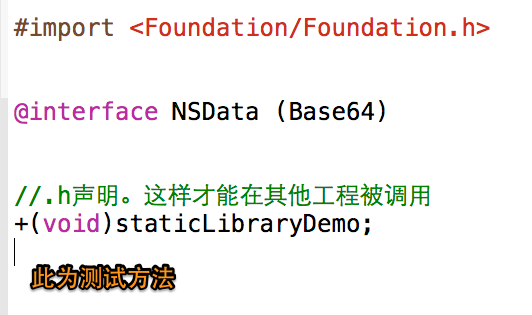 #import <Foundation/Foundation.h>
@interface NSData (Base64)
//.h声明。这样才能在其他工程被调用
+(void)staticLibraryDemo;
此为测试方法